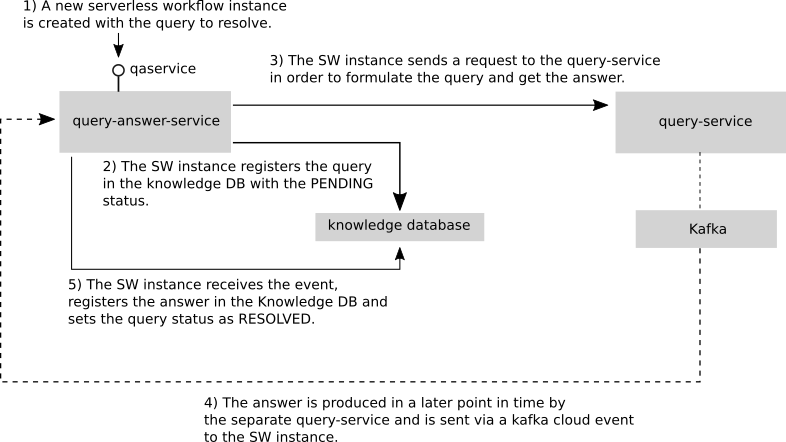 1) A new serverless workflow instance
is created with the query to resolve.
qaservice
3) The SW instance sends a request to the query-service
in order to formulate the query and get the answer.
query-answer-service
query-service
2) The SW instance registers the query
in the knowledge DB with the PENDING
status.
knowledge database
Kafka
5) The SW instance receives the event,
registers the answer in the Knowledge DB and
sets the query status as RESOLVED.
4) The answer is produced in a later point in time by
the separate query-service and is sent via a kafka cloud event
to the SW instance.